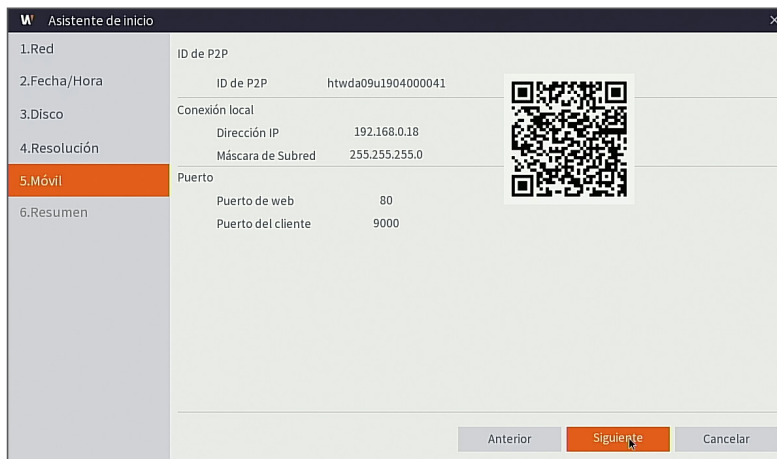 Asistente de inicio
1.Red
2.Fecha/Hora
3.Disco
4.Resolución
5.Móvil
6.Resumen
ID de P2P
ID de P2P htwda09u1904000041
Conexión local
Dirección IP 192.168.0.18
Máscara de Subred 255.255.255.0
Puerto
Puerto de web 80
Puerto del cliente 9000
Anterior Siguiente Cancelar